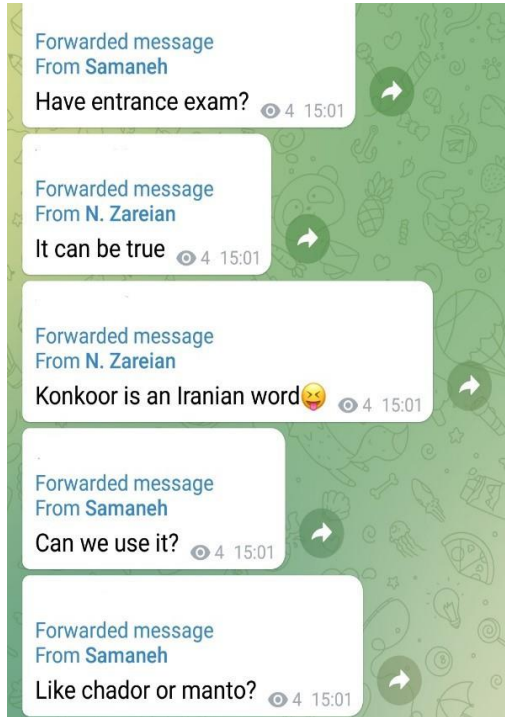 Forwarded message
From Samaneh
Have entrance exam? 4 15:01
Forwarded message
From N. Zareian
It can be true 4 15:01
Forwarded message
From N. Zareian
Konkoor is an Iranian word😝 4 15:01
Forwarded message
From Samaneh
Can we use it? 4 15:01
Forwarded message
From Samaneh
Like chador or manto? 4 15:01